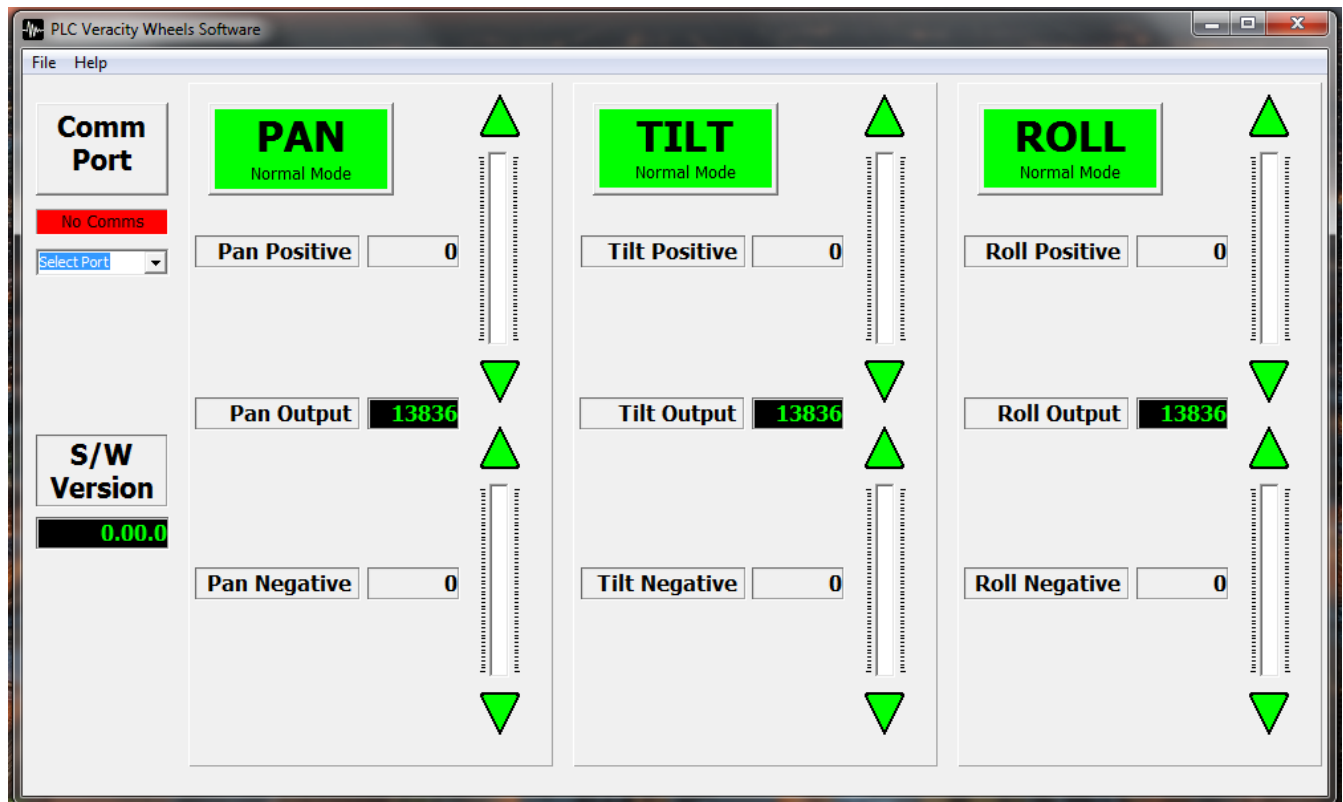 PLC Veracity Wheels Software
File Help
Comm
Port
No Comms
Select Port
S/W
Version
0.00.0
PAN
Normal Mode
Pan Positive 0
Pan Output 13836
Pan Negative 0
TILT
Normal Mode
Tilt Positive 0
Tilt Output 13836
Tilt Negative 0
ROLL
Normal Mode
Roll Positive 0
Roll Output 13836
Roll Negative 0